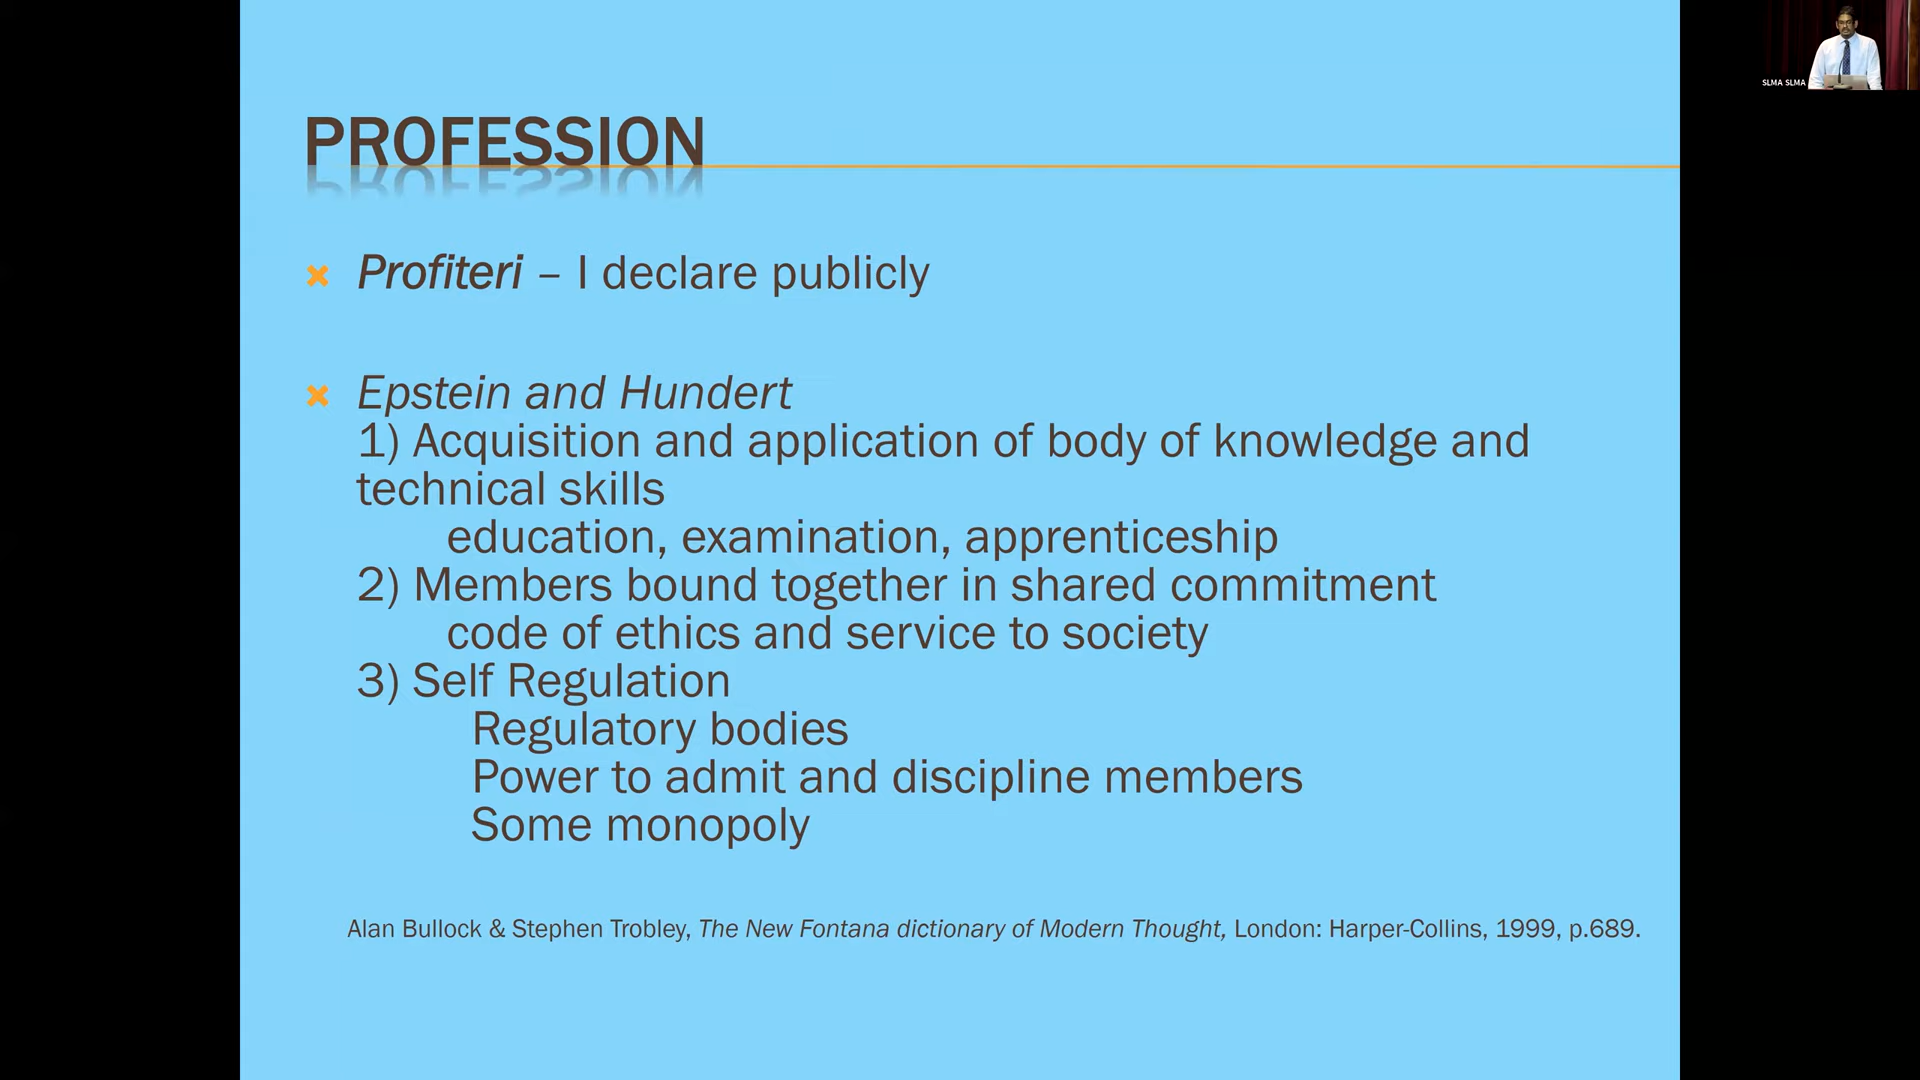 SLMA SLMA
PROFESSION
Profiteri – I declare publicly
Epstein and Hundert
1) Acquisition and application of body of knowledge and
technical skills
education, examination, apprenticeship
2) Members bound together in shared commitment
code of ethics and service to society
3) Self Regulation
Regulatory bodies
Power to admit and discipline members
Some monopoly
Alan Bullock & Stephen Trobley, The New Fontana dictionary of Modern Thought, London: Harper-Collins, 1999, p.689.